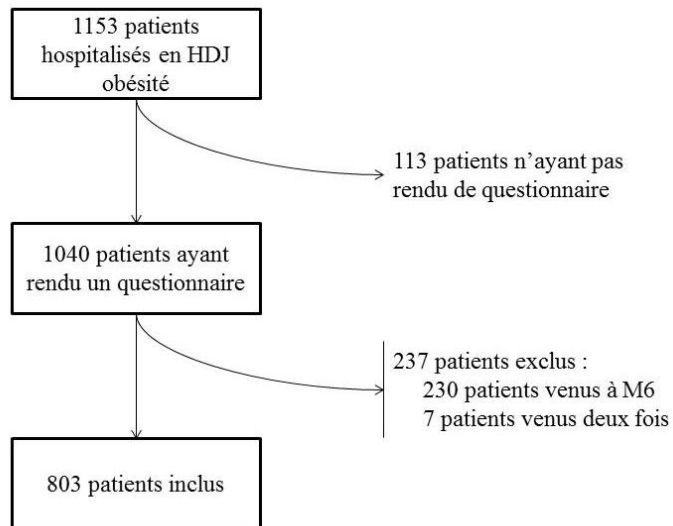 1153 patients
hospitalisés en HDJ
obésité
113 patients n’ayant pas
rendu de questionnaire
1040 patients ayant
rendu un questionnaire
237 patients exclus :
230 patients venus à M6
7 patients venus deux fois
803 patients inclus